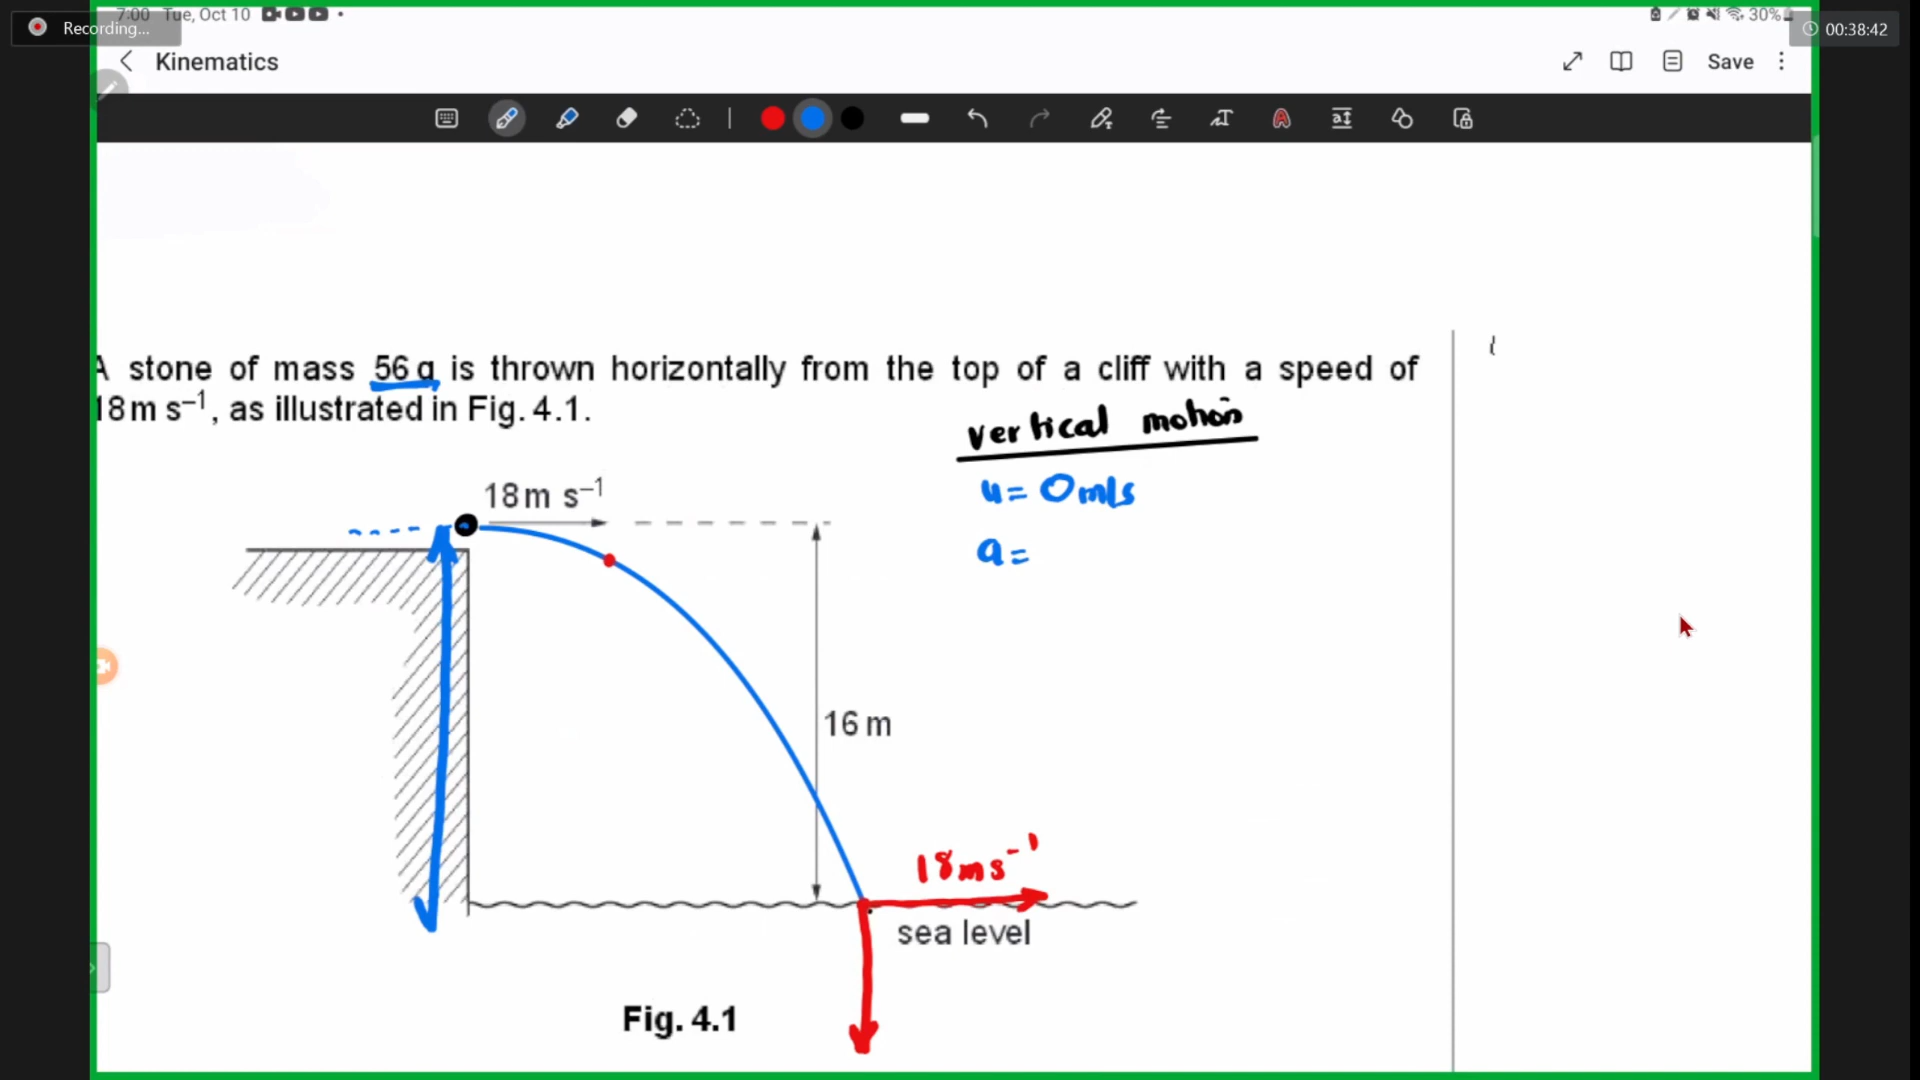 7:00 Tue, Oct 10
30%
Recording...
00:38:42
Kinematics
Save
A stone of mass 56 g is thrown horizontally from the top of a cliff with a speed of
18 m s⁻¹, as illustrated in Fig. 4.1.
vertical motion
18 m s⁻¹
u = 0 m/s
a =
16 m
18ms⁻¹
sea level
Fig. 4.1